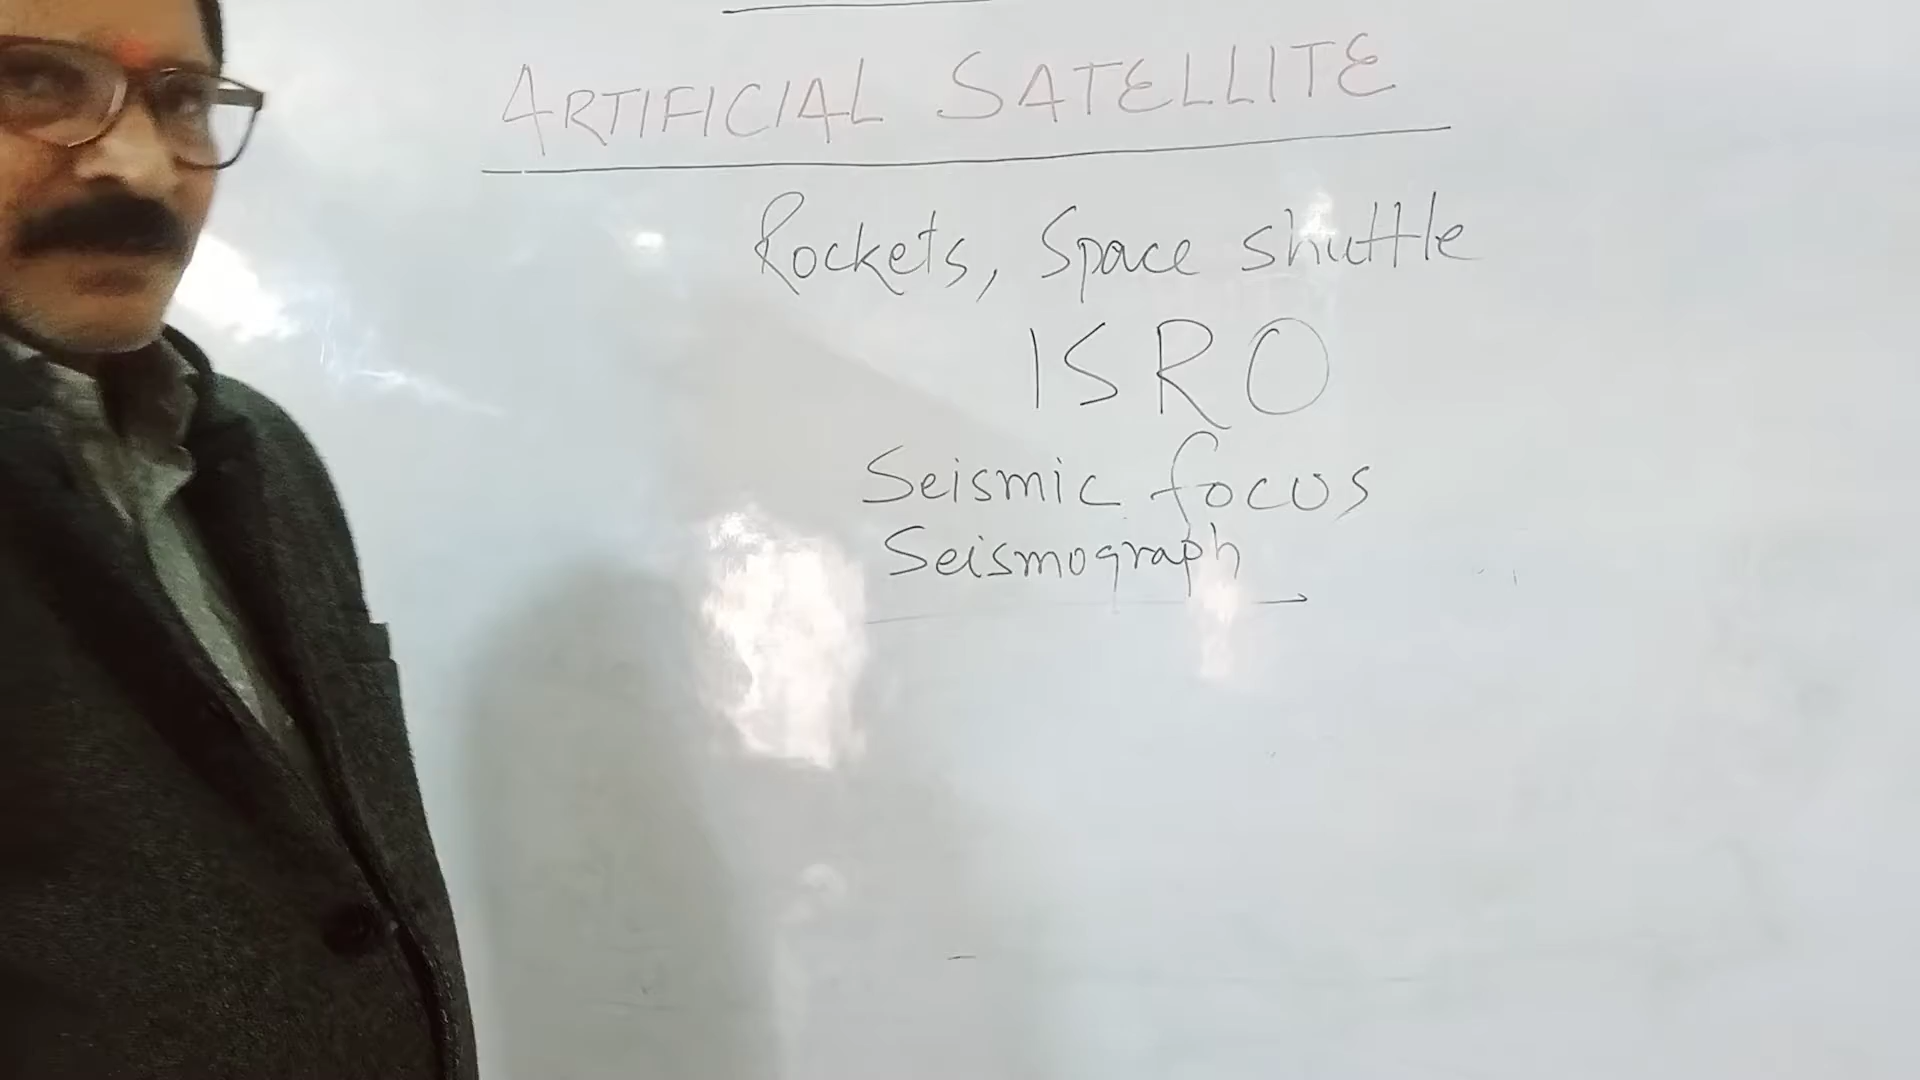 ARTIFICIAL SATELLITE
Rockets, Space shuttle
ISRO
Seismic focus
Seismograph